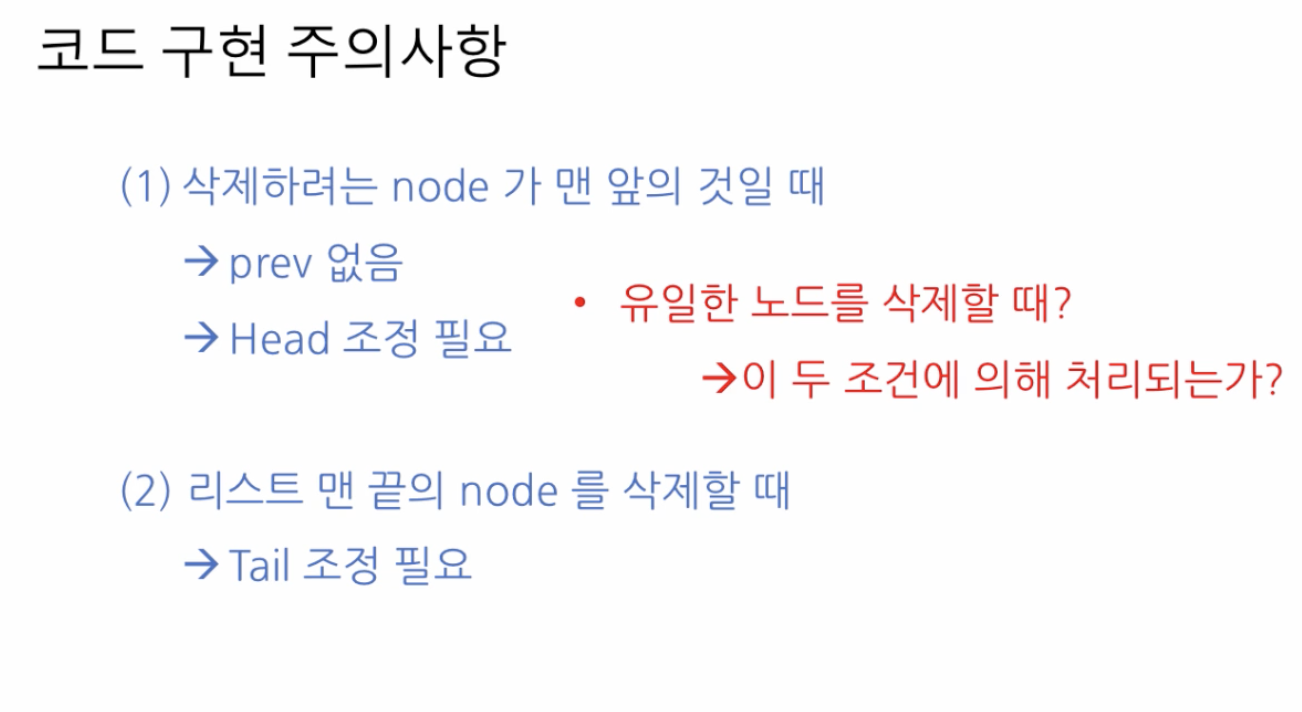 코드 구현 주의사항
(1) 삭제하려는 node 가 맨 앞의 것일 때
→ prev 없음
→ Head 조정 필요
• 유일한 노드를 삭제할 때?
→이 두 조건에 의해 처리되는가?
(2) 리스트 맨 끝의 node 를 삭제할 때
→ Tail 조정 필요